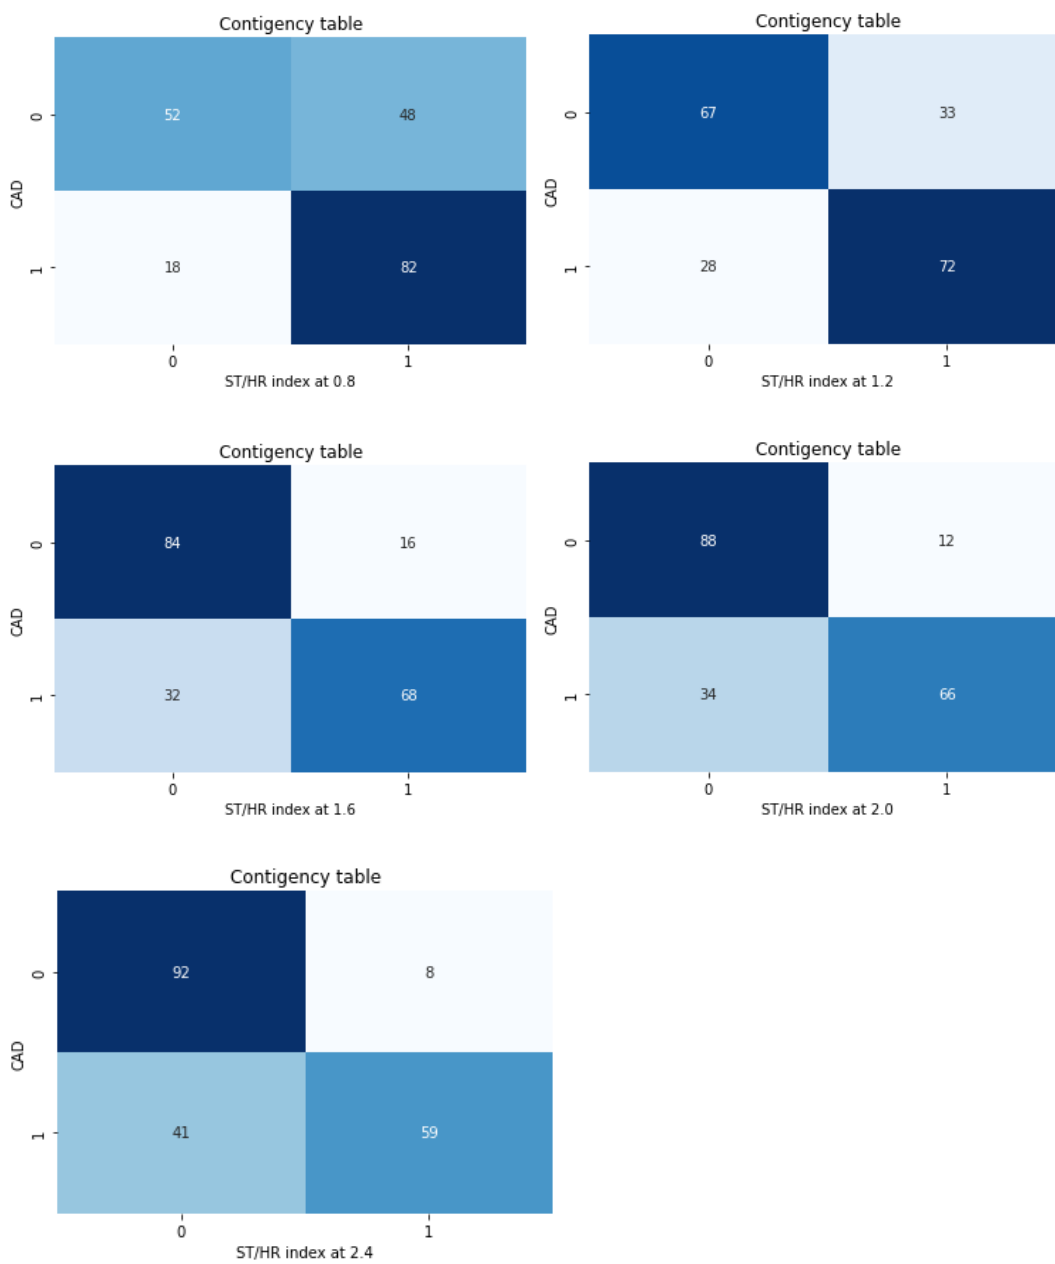 Contigency table
0
52
48
CAD
1
18
82
0
1
ST/HR index at 0.8
Contigency table
0
67
33
CAD
1
28
72
0
1
ST/HR index at 1.2
Contigency table
0
84
16
CAD
1
32
68
0
1
ST/HR index at 1.6
Contigency table
0
88
12
CAD
1
34
66
0
1
ST/HR index at 2.0
Contigency table
0
92
8
CAD
1
41
59
0
1
ST/HR index at 2.4